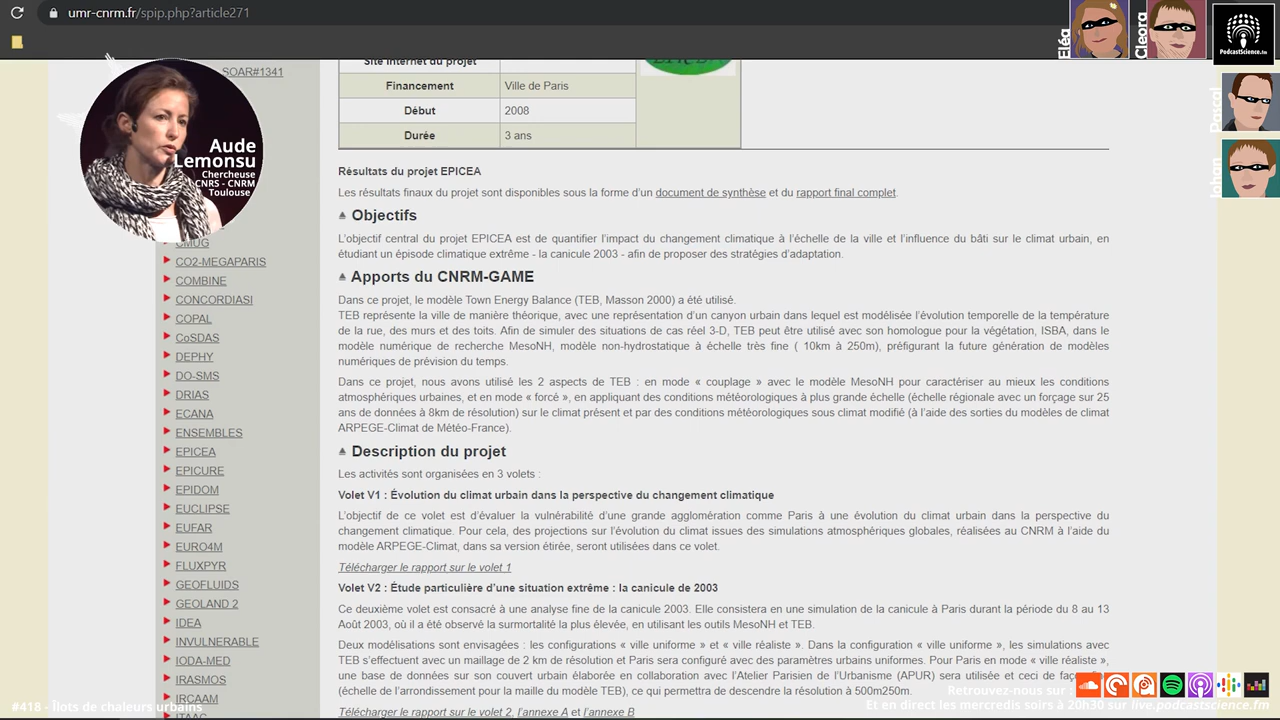 umr-cnrm.fr/spip.php?article271
Eléa
Cleora
PodcastScience.fm
Pascal
Johan
SOAR#1341
Aude
Lemonsu
Chercheuse
CNRS - CNRM
Toulouse
CMUG
CO2-MEGAPARIS
COMBINE
CONCORDIASI
COPAL
CoSDAS
DEPHY
DO-SMS
DRIAS
ECANA
ENSEMBLES
EPICEA
EPICURE
EPIDOM
EUCLIPSE
EUFAR
EURO4M
FLUXPYR
GEOFLUIDS
GEOLAND 2
IDEA
INVULNERABLE
IODA-MED
IRASMOS
IRCAAM
ITAAC
Site Internet du projet
Financement Ville de Paris
Début 2008
Durée 3 ans
Résultats du projet EPICEA
Les résultats finaux du projet sont disponibles sous la forme d'un document de synthèse et du rapport final complet.
Objectifs
L'objectif central du projet EPICEA est de quantifier l'impact du changement climatique à l'échelle de la ville et l'influence du bâti sur le climat urbain, en
étudiant un épisode climatique extrême - la canicule 2003 - afin de proposer des stratégies d'adaptation.
Apports du CNRM-GAME
Dans ce projet, le modèle Town Energy Balance (TEB, Masson 2000) a été utilisé.
TEB représente la ville de manière théorique, avec une représentation d'un canyon urbain dans lequel est modélisée l'évolution temporelle de la température
de la rue, des murs et des toits. Afin de simuler des situations de cas réel 3-D, TEB peut être utilisé avec son homologue pour la végétation, ISBA, dans le
modèle numérique de recherche MesoNH, modèle non-hydrostatique à échelle très fine ( 10km à 250m), préfigurant la future génération de modèles
numériques de prévision du temps.
Dans ce projet, nous avons utilisé les 2 aspects de TEB : en mode « couplage » avec le modèle MesoNH pour caractériser au mieux les conditions
atmosphériques urbaines, et en mode « forcé », en appliquant des conditions météorologiques à plus grande échelle (échelle régionale avec un forçage sur 25
ans de données à 8km de résolution) sur le climat présent et par des conditions météorologiques sous climat modifié (à l'aide des sorties du modèles de climat
ARPEGE-Climat de Météo-France).
Description du projet
Les activités sont organisées en 3 volets :
Volet V1 : Évolution du climat urbain dans la perspective du changement climatique
L'objectif de ce volet est d'évaluer la vulnérabilité d'une grande agglomération comme Paris à une évolution du climat urbain dans la perspective du
changement climatique. Pour cela, des projections sur l'évolution du climat issues des simulations atmosphériques globales, réalisées au CNRM à l'aide du
modèle ARPEGE-Climat, dans sa version étirée, seront utilisées dans ce volet.
Télécharger le rapport sur le volet 1
Volet V2 : Étude particulière d'une situation extrême : la canicule de 2003
Ce deuxième volet est consacré à une analyse fine de la canicule 2003. Elle consistera en une simulation de la canicule à Paris durant la période du 8 au 13
Août 2003, où il a été observé la surmortalité la plus élevée, en utilisant les outils MesoNH et TEB.
Deux modélisations sont envisagées : les configurations « ville uniforme » et « ville réaliste ». Dans la configuration « ville uniforme », les simulations avec
TEB s'effectuent avec un maillage de 2 km de résolution et Paris sera configuré avec des paramètres urbains uniformes. Pour Paris en mode « ville réaliste »,
une base de données sur son couvert urbain élaborée en collaboration avec l'Atelier Parisien de l'Urbanisme (APUR) sera utilisée et ceci de faço
(échelle de l'arrondissement pour la maille du modèle TEB), ce qui permettra de descendre la résolution à 500m250m).
Télécharger le rapport sur le volet 2, l'annexe A et l'annexe B
Retrouvez-nous sur :
#418 - Îlots de chaleurs urbains
Et en direct les mercredis soirs à 20h30 sur live.podcastscience.fm